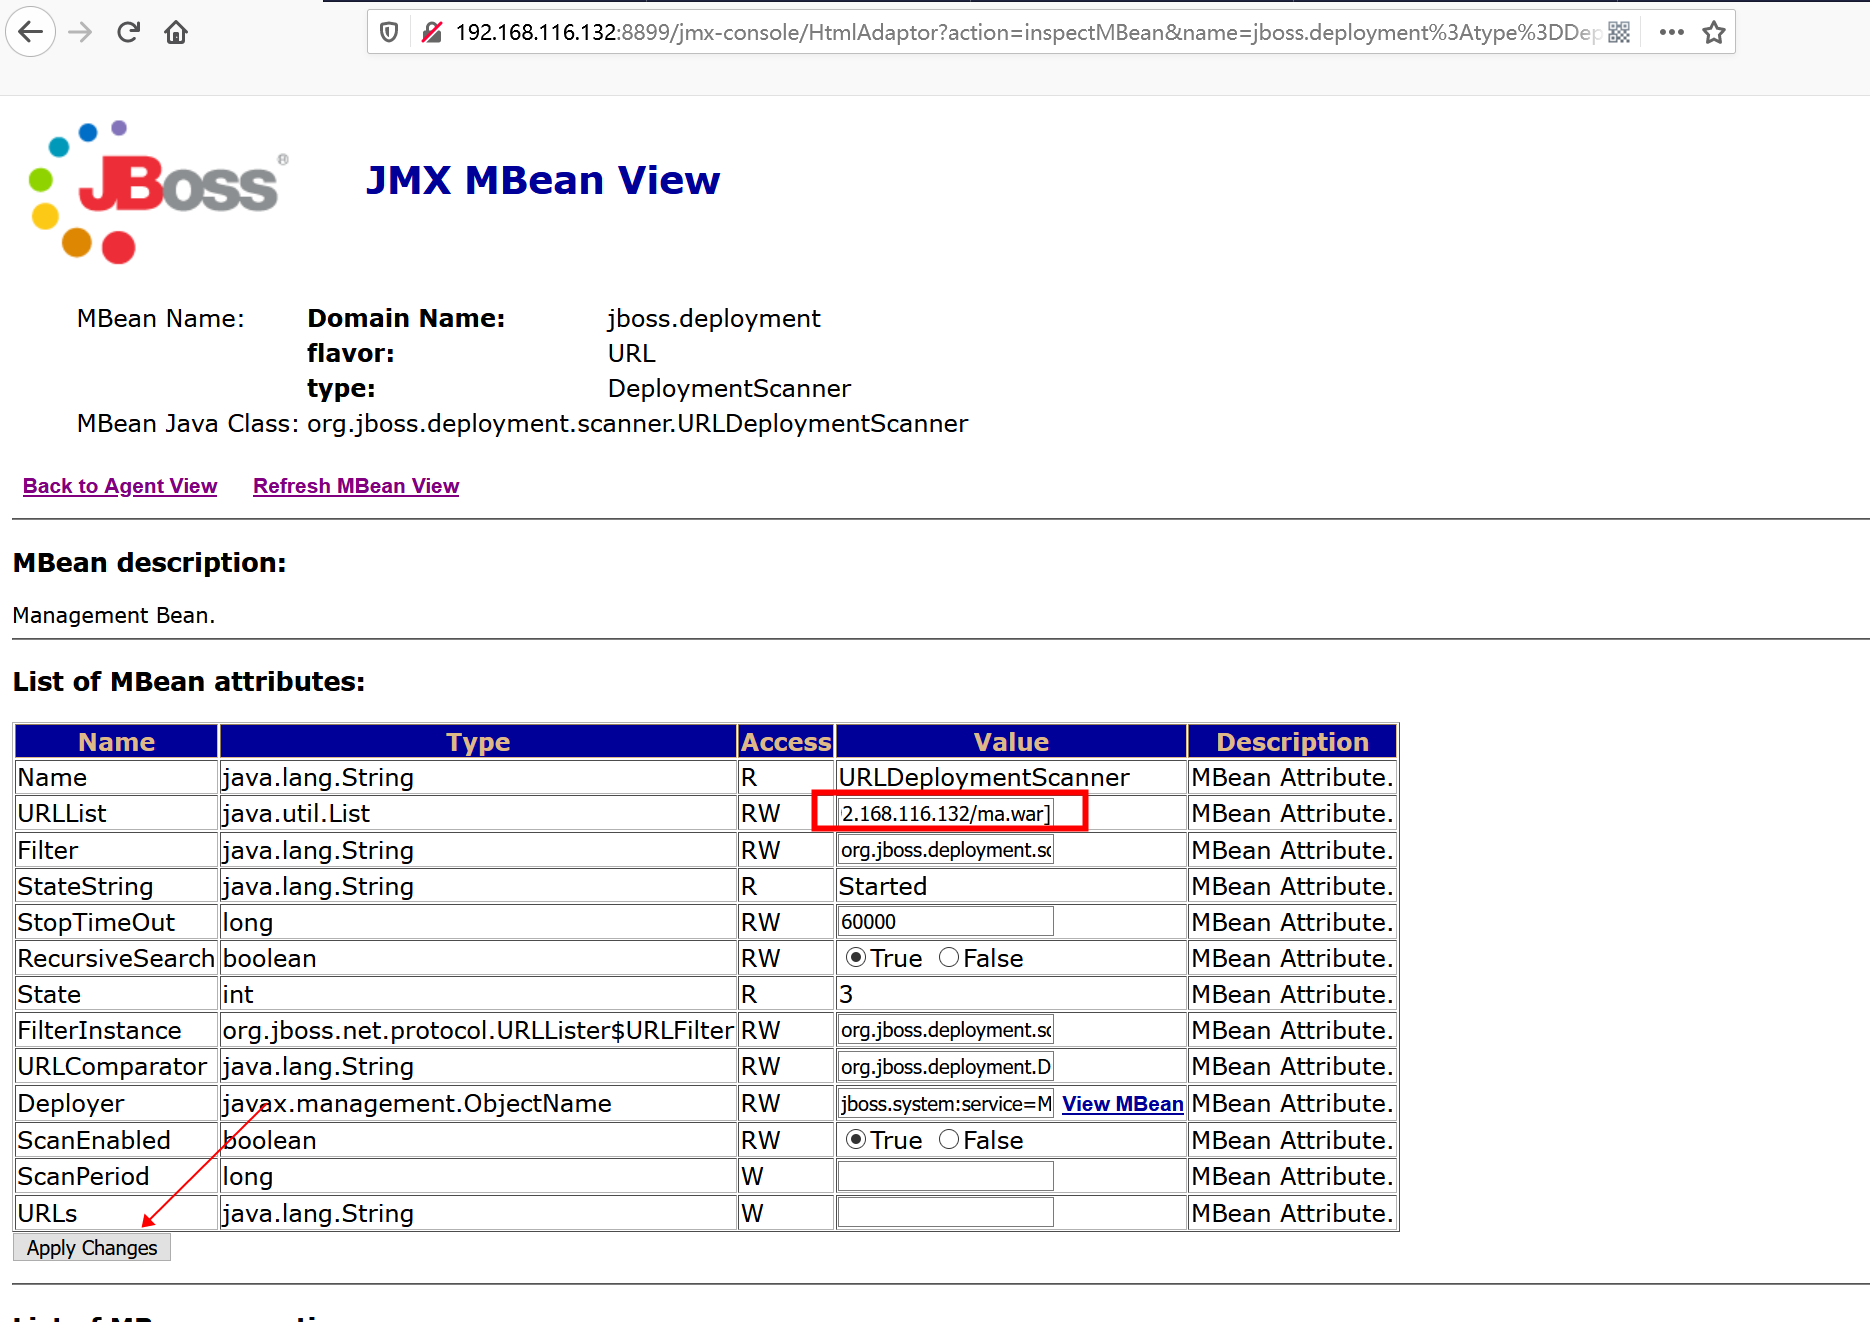 192.168.116.132:8899/jmx-console/HtmlAdaptor?action=inspectMBean&name=jboss.deployment%3Atype%3DDep
JBoss®
JMX MBean View
MBean Name: Domain Name: jboss.deployment
flavor: URL
type: DeploymentScanner
MBean Java Class: org.jboss.deployment.scanner.URLDeploymentScanner
Back to Agent View Refresh MBean View
MBean description:
Management Bean.
List of MBean attributes:
Name Type Access Value Description
Name java.lang.String R URLDeploymentScanner MBean Attribute.
URLList java.util.List RW 2.168.116.132/ma.war] MBean Attribute.
Filter java.lang.String RW org.jboss.deployment.sc MBean Attribute.
StateString java.lang.String R Started MBean Attribute.
StopTimeOut long RW 60000 MBean Attribute.
RecursiveSearch boolean RW True False MBean Attribute.
State int R 3 MBean Attribute.
FilterInstance org.jboss.net.protocol.URLLister$URLFilter RW org.jboss.deployment.sc MBean Attribute.
URLComparator java.lang.String RW org.jboss.deployment.D MBean Attribute.
Deployer javax.management.ObjectName RW jboss.system:service=M View MBean MBean Attribute.
ScanEnabled boolean RW True False MBean Attribute.
ScanPeriod long W MBean Attribute.
URLs java.lang.String W MBean Attribute.
Apply Changes